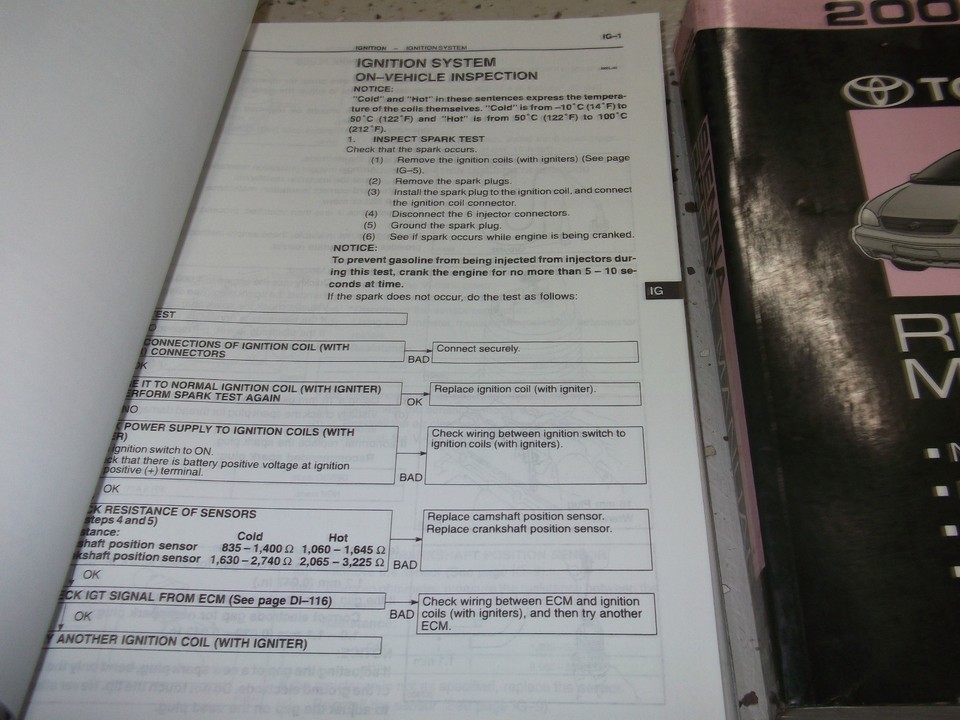 IG–1
IGNITION – IGNITION SYSTEM
IGNITION SYSTEM
ON–VEHICLE INSPECTION
NOTICE:
"Cold" and "Hot" in these sentences express the tempera-
ture of the coils themselves. "Cold" is from –10°C (14°F) to
50°C (122°F) and "Hot" is from 50°C (122°F) to 100°C
(212°F).
1. INSPECT SPARK TEST
Check that the spark occurs.
(1) Remove the ignition coils (with igniters) (See page
IG–5).
(2) Remove the spark plugs.
(3) Install the spark plug to the ignition coil, and connect
the ignition coil connector.
(4) Disconnect the 6 injector connectors.
(5) Ground the spark plug.
(6) See if spark occurs while engine is being cranked.
NOTICE:
To prevent gasoline from being injected from injectors dur-
ing this test, crank the engine for no more than 5 – 10 se-
conds at time.
If the spark does not occur, do the test as follows:
IG
EST
O
CONNECTIONS OF IGNITION COIL (WITH
CONNECTORS
BAD
Connect securely.
OK
E IT TO NORMAL IGNITION COIL (WITH IGNITER)
ERFORM SPARK TEST AGAIN
OK
Replace ignition coil (with igniter).
NO
POWER SUPPLY TO IGNITION COILS (WITH
ER)
gnition switch to ON.
ck that there is battery positive voltage at ignition
positive (+) terminal.
BAD
Check wiring between ignition switch to
ignition coils (with igniters).
OK
CK RESISTANCE OF SENSORS
steps 4 and 5)
stance:
Cold Hot
shaft position sensor 835 – 1,400 Ω 1,060 – 1,645 Ω
kshaft position sensor 1,630 – 2,740 Ω 2,065 – 3,225 Ω
BAD
Replace camshaft position sensor.
Replace crankshaft position sensor.
OK
ECK IGT SIGNAL FROM ECM (See page DI–116)
BAD
Check wiring between ECM and ignition
coils (with igniters), and then try another
ECM.
OK
Y ANOTHER IGNITION COIL (WITH IGNITER)
200
TO
R
M